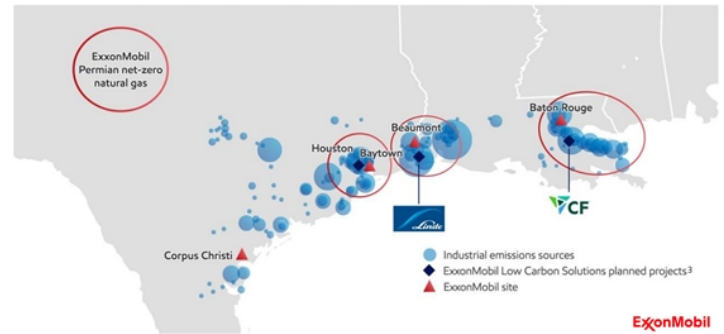 ExxonMobil
Permian net-zero
natural gas
Baton Rouge
Beaumont
Houston
Baytown
CF
Linde
Corpus Christi
Industrial emissions sources
ExxonMobil Low Carbon Solutions planned projects³
ExxonMobil site
ExxonMobil